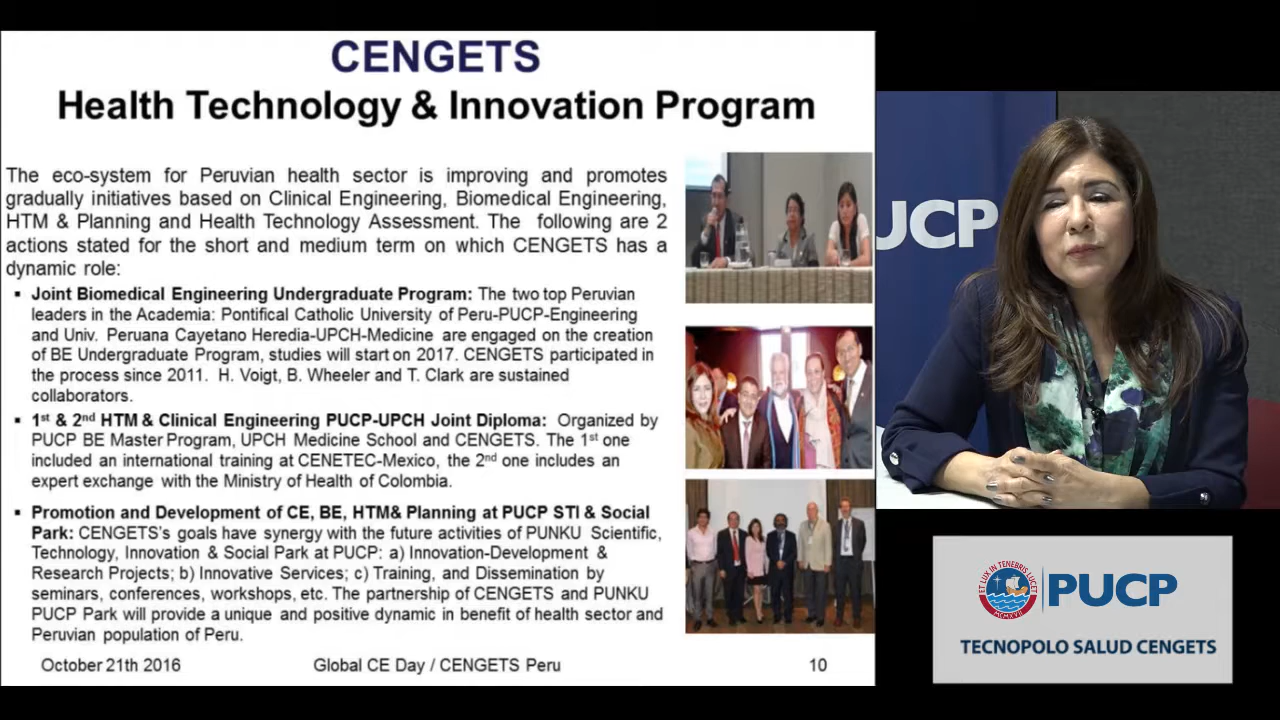 CENGETS
Health Technology & Innovation Program
The eco-system for Peruvian health sector is improving and promotes
gradually initiatives based on Clinical Engineering, Biomedical Engineering,
HTM & Planning and Health Technology Assessment. The following are 2
actions stated for the short and medium term on which CENGETS has a
dynamic role:
▪ Joint Biomedical Engineering Undergraduate Program: The two top Peruvian
leaders in the Academia: Pontifical Catholic University of Peru-PUCP-Engineering
and Univ. Peruana Cayetano Heredia-UPCH-Medicine are engaged on the creation
of BE Undergraduate Program, studies will start on 2017. CENGETS participated in
the process since 2011. H. Voigt, B. Wheeler and T. Clark are sustained
collaborators.
▪ 1st & 2nd HTM & Clinical Engineering PUCP-UPCH Joint Diploma: Organized by
PUCP BE Master Program, UPCH Medicine School and CENGETS. The 1st one
included an international training at CENETEC-Mexico, the 2nd one includes an
expert exchange with the Ministry of Health of Colombia.
▪ Promotion and Development of CE, BE, HTM& Planning at PUCP STI & Social
Park: CENGETS's goals have synergy with the future activities of PUNKU Scientific,
Technology, Innovation & Social Park at PUCP: a) Innovation-Development &
Research Projects; b) Innovative Services; c) Training, and Dissemination by
seminars, conferences, workshops, etc. The partnership of CENGETS and PUNKU
PUCP Park will provide a unique and positive dynamic in benefit of health sector and
Peruvian population of Peru.
October 21th 2016
Global CE Day / CENGETS Peru
10
UCP
ET LUX IN TENEBRIS LUCET
MCMXVII
PUCP
TECNOPOLO SALUD CENGETS